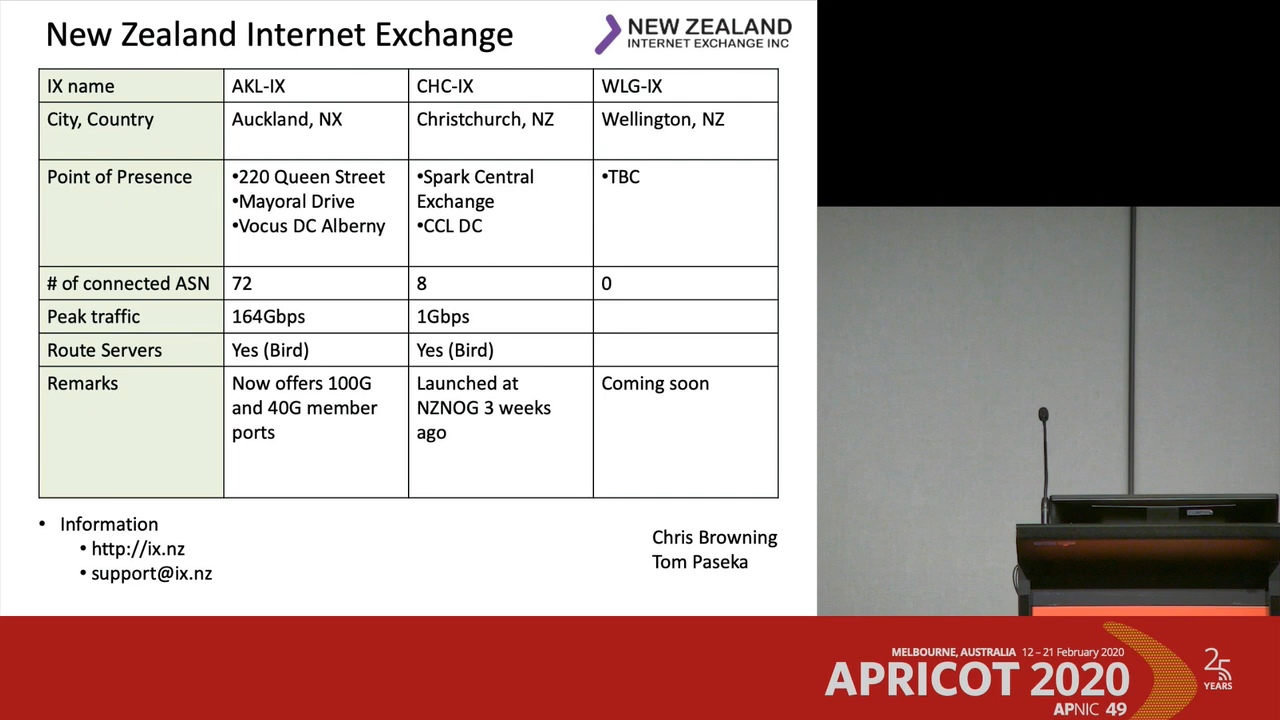 New Zealand Internet Exchange
NEW ZEALAND
INTERNET EXCHANGE INC
IX name
AKL-IX
CHC-IX
WLG-IX
City, Country
Auckland, NX
Christchurch, NZ
Wellington, NZ
Point of Presence
•220 Queen Street
•Mayoral Drive
•Vocus DC Alberny
•Spark Central
Exchange
•CCL DC
•TBC
# of connected ASN
72
8
0
Peak traffic
164Gbps
1Gbps
Route Servers
Yes (Bird)
Yes (Bird)
Remarks
Now offers 100G
and 40G member
ports
Launched at
NZNOG 3 weeks
ago
Coming soon
• Information
• http://ix.nz
• support@ix.nz
Chris Browning
Tom Paseka
MELBOURNE, AUSTRALIA 12 – 21 February 2020
APRICOT 2020
APNIC 49
25
YEARS